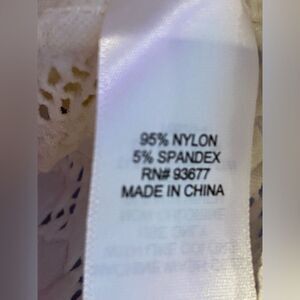 95% NYLON
5% SPANDEX
RN# 93677
MADE IN CHINA